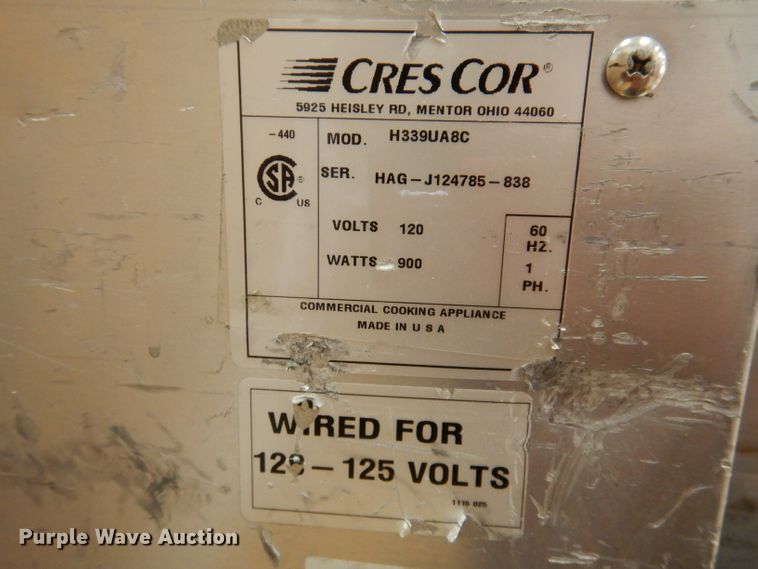 CRES COR®
5925 HEISLEY RD, MENTOR OHIO 44060
-440
MOD. H339UA8C
SER. HAG-J124785-838
C US
VOLTS 120
60 HZ.
WATTS 900
1 PH.
COMMERCIAL COOKING APPLIANCE
MADE IN U S A
WIRED FOR
- 125 VOLTS
Purple Wave Auction